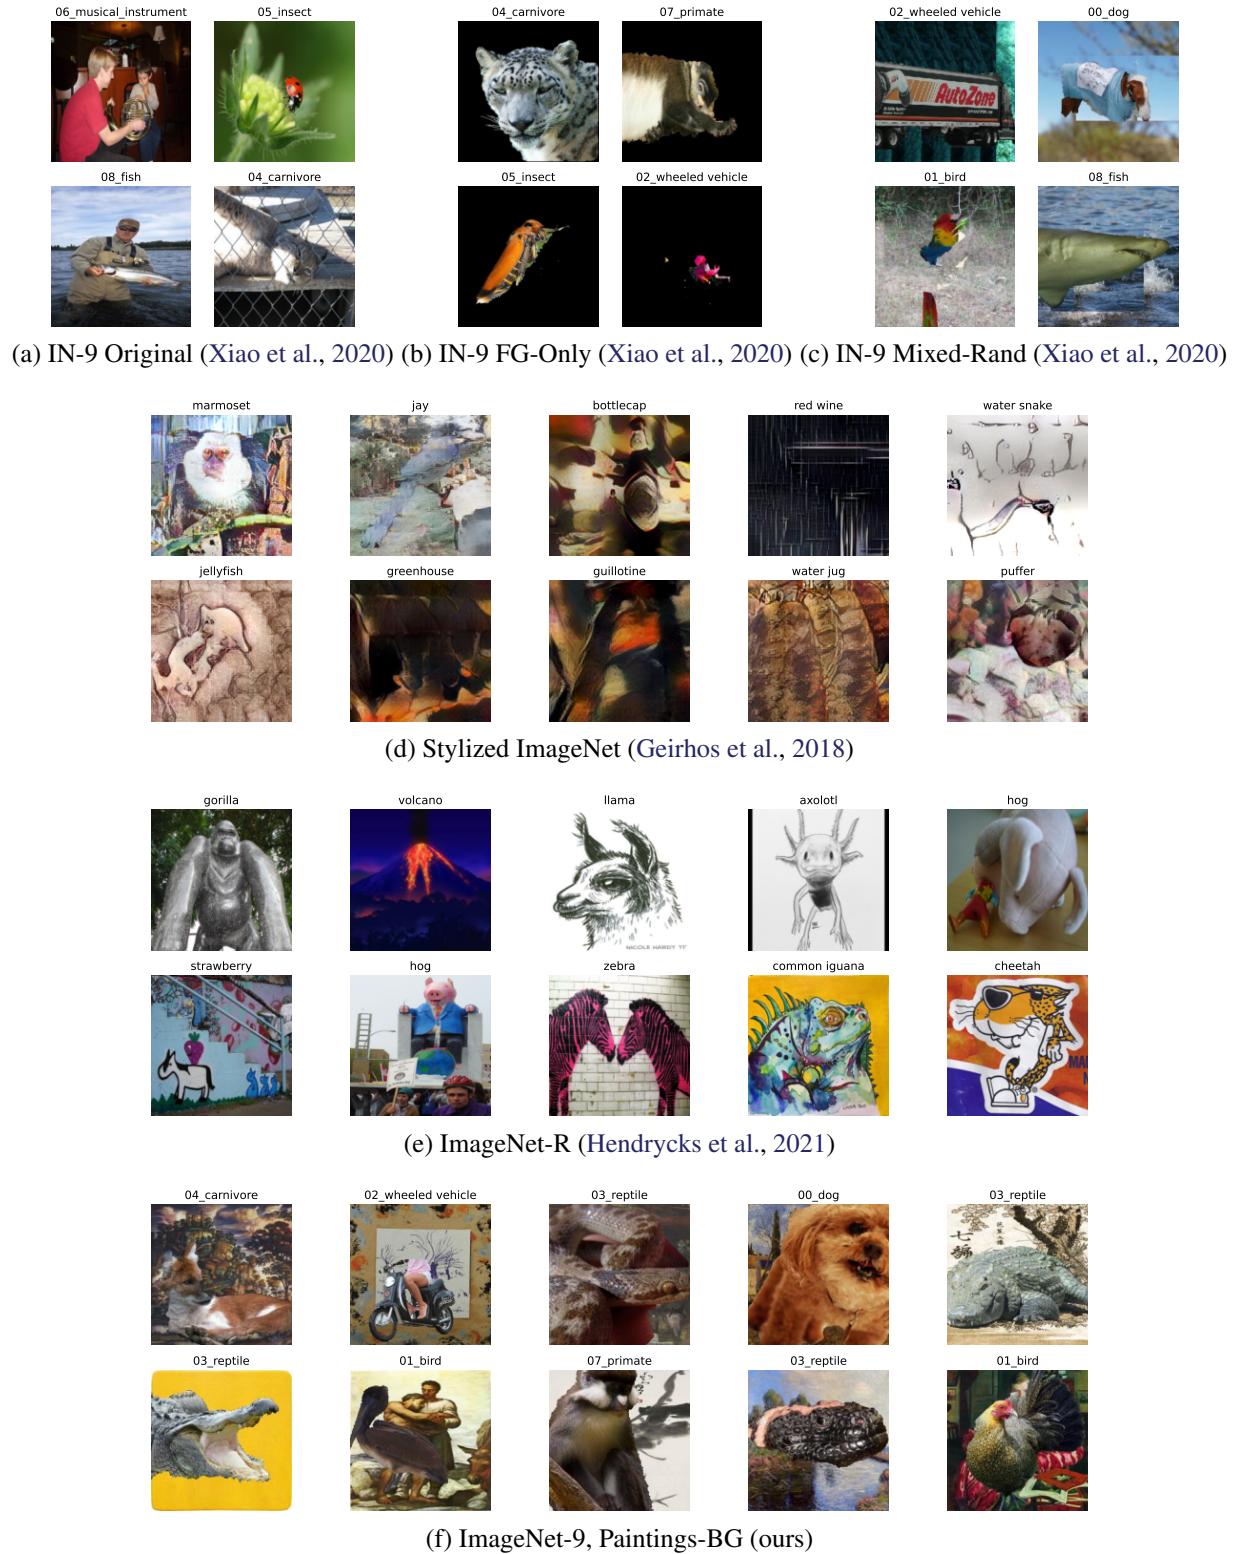 06_musical_instrument 05_insect 04_carnivore 07_primate 02_wheeled vehicle 00_dog
AutoZone
08_fish 04_carnivore 05_insect 02_wheeled vehicle 01_bird 08_fish
(a) IN-9 Original (Xiao et al., 2020) (b) IN-9 FG-Only (Xiao et al., 2020) (c) IN-9 Mixed-Rand (Xiao et al., 2020)
marmoset jay bottlecap red wine water snake
jellyfish greenhouse guillotine water jug puffer
(d) Stylized ImageNet (Geirhos et al., 2018)
gorilla volcano llama axolotl hog
NICOLE HARDY TF
strawberry hog zebra common iguana cheetah
(e) ImageNet-R (Hendrycks et al., 2021)
04_carnivore 02_wheeled vehicle 03_reptile 00_dog 03_reptile
七
03_reptile 01_bird 07_primate 03_reptile 01_bird
(f) ImageNet-9, Paintings-BG (ours)